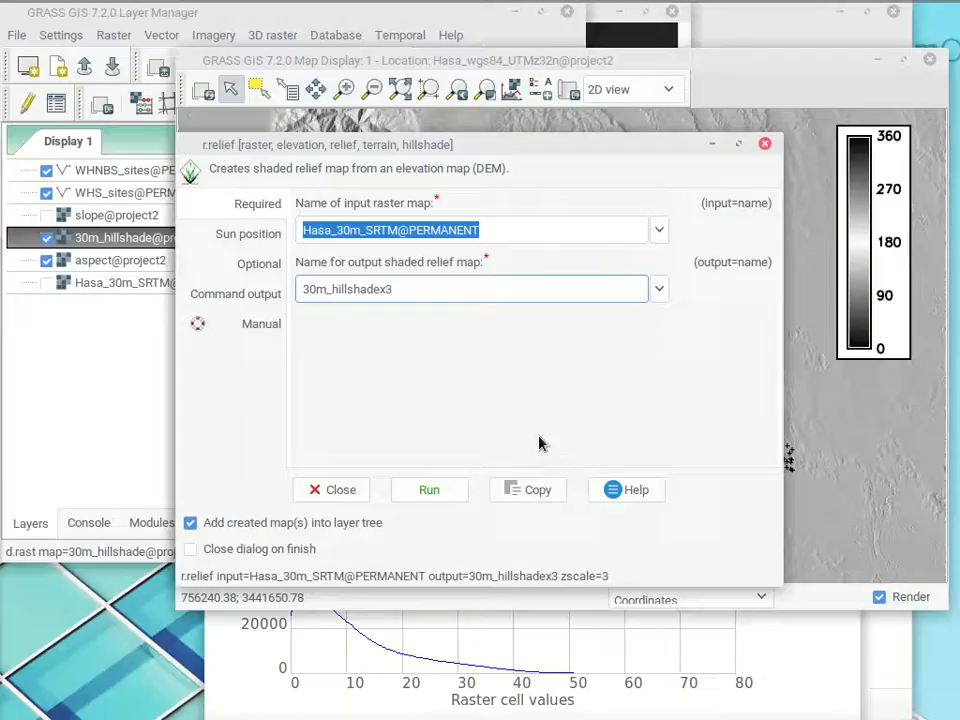 GRASS GIS 7.2.0 Layer Manager
File Settings Raster Vector Imagery 3D raster Database Temporal Help
GRASS GIS 7.2.0 Map Display: 1 - Location: Hasa_wgs84_UTMz32n@project2
2D view
Display 1
WHNBS_sites@PE
WHS_sites@PERM
slope@project2
30m_hillshade@pr
aspect@project2
Hasa_30m_SRTM@
Layers Console Modules
d.rast map=30m_hillshade@proj
r.relief [raster, elevation, relief, terrain, hillshade]
Creates shaded relief map from an elevation map (DEM).
Required
Sun position
Optional
Command output
Manual
Name of input raster map:* (input=name)
Hasa_30m_SRTM@PERMANENT
Name for output shaded relief map:* (output=name)
30m_hillshadex3
Close Run Copy Help
Add created map(s) into layer tree
Close dialog on finish
r.relief input=Hasa_30m_SRTM@PERMANENT output=30m_hillshadex3 zscale=3
360
270
180
90
0
756240.38; 3441650.78 Coordinates Render
20000
0
0 10 20 30 40 50 60 70 80
Raster cell values